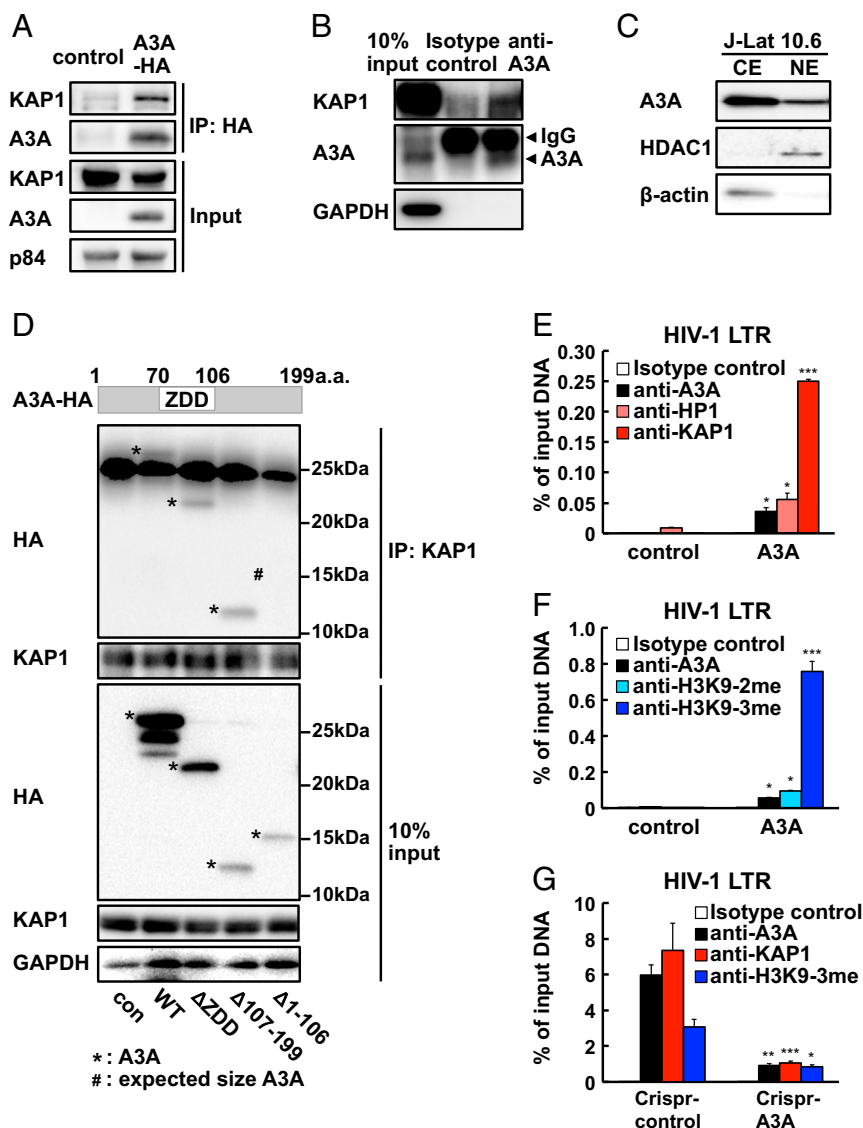 A
control A3A
-HA
KAP1
A3A
IP: HA
KAP1
A3A
p84
Input
B
10% Isotype anti-
input control A3A
KAP1
A3A
IgG
A3A
GAPDH
C
J-Lat 10.6
CE NE
A3A
HDAC1
β-actin
D
1 70 106 199a.a.
A3A-HA ZDD
*
25kDa
*
20kDa
HA
#
15kDa
*
10kDa
IP: KAP1
KAP1
*
25kDa
*
20kDa
HA
*
15kDa
*
10kDa
10%
input
KAP1
GAPDH
con WT ΔZDD Δ107-199 Δ1-106
* : A3A
# : expected size A3A
E
HIV-1 LTR
% of input DNA
0.30
0.25
0.20
0.15
0.10
0.05
0
Isotype control
anti-A3A
anti-HP1
anti-KAP1
* * ***
control A3A
F
HIV-1 LTR
% of input DNA
0.8
0.6
0.4
0.2
0
Isotype control
anti-A3A
anti-H3K9-2me
anti-H3K9-3me
* * ***
control A3A
G
HIV-1 LTR
% of input DNA
10
8
6
4
2
0
Isotype control
anti-A3A
anti-KAP1
anti-H3K9-3me
** *** *
Crispr- Crispr-
control A3A